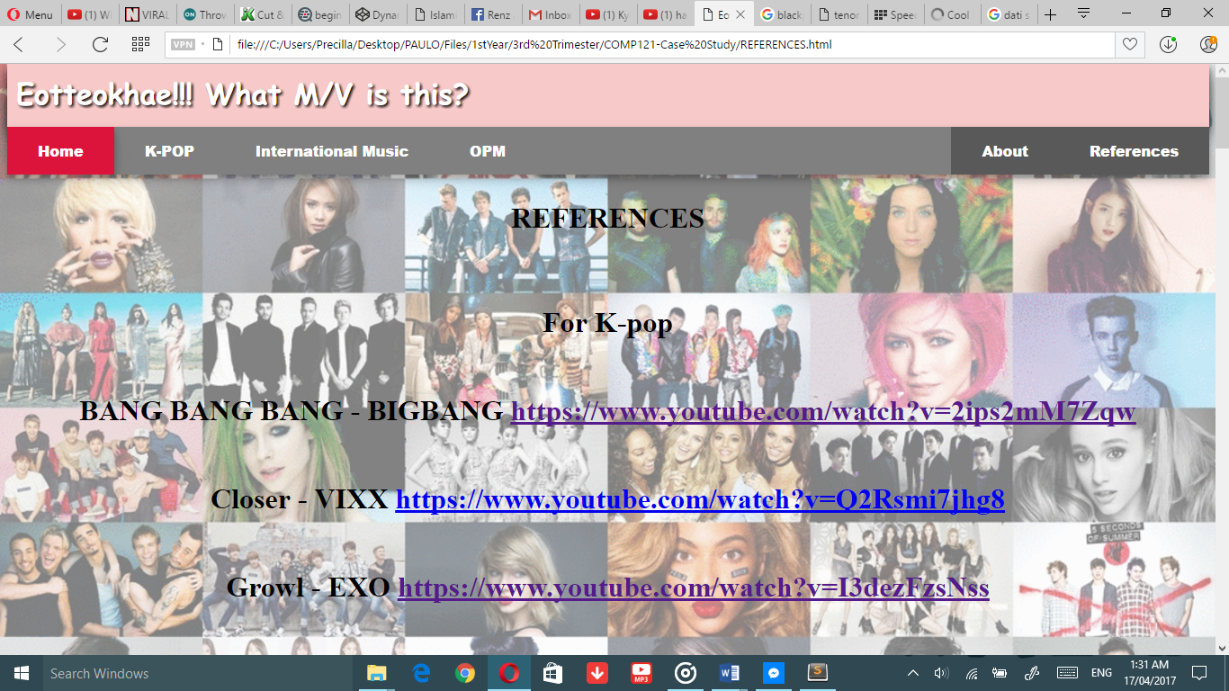 Menu
(1) W
VIRAL
Throw
Cut &
begin
Dynam
Islami
Renz
Inbox
(1) Ky
(1) ha
Eo
black
tenor
Speec
Cool
dati s
VPN
file:///C:/Users/Precilla/Desktop/PAULO/Files/1stYear/3rd%20Trimester/COMP121-Case%20Study/REFERENCES.html
Eotteokhae!!! What M/V is this?
Home K-POP International Music OPM About References
REFERENCES
For K-pop
BANG BANG BANG - BIGBANG https://www.youtube.com/watch?v=2ips2mM7Zqw
Closer - VIXX https://www.youtube.com/watch?v=Q2Rsmi7jhg8
5 SECONDS
OF SUMMER
Growl - EXO https://www.youtube.com/watch?v=I3dezFzsNss
Search Windows
MP3
ENG
1:31 AM
17/04/2017